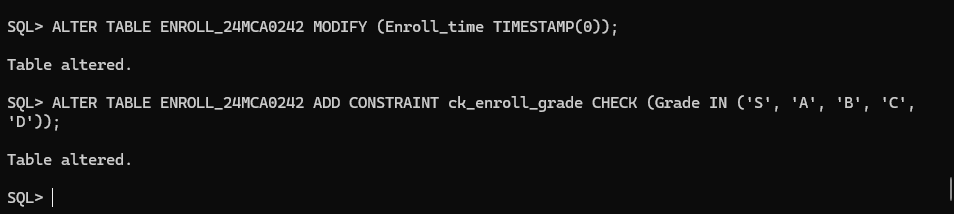 SQL> ALTER TABLE ENROLL_24MCA0242 MODIFY (Enroll_time TIMESTAMP(0));
Table altered.
SQL> ALTER TABLE ENROLL_24MCA0242 ADD CONSTRAINT ck_enroll_grade CHECK (Grade IN ('S', 'A', 'B', 'C',
'D'));
Table altered.
SQL>